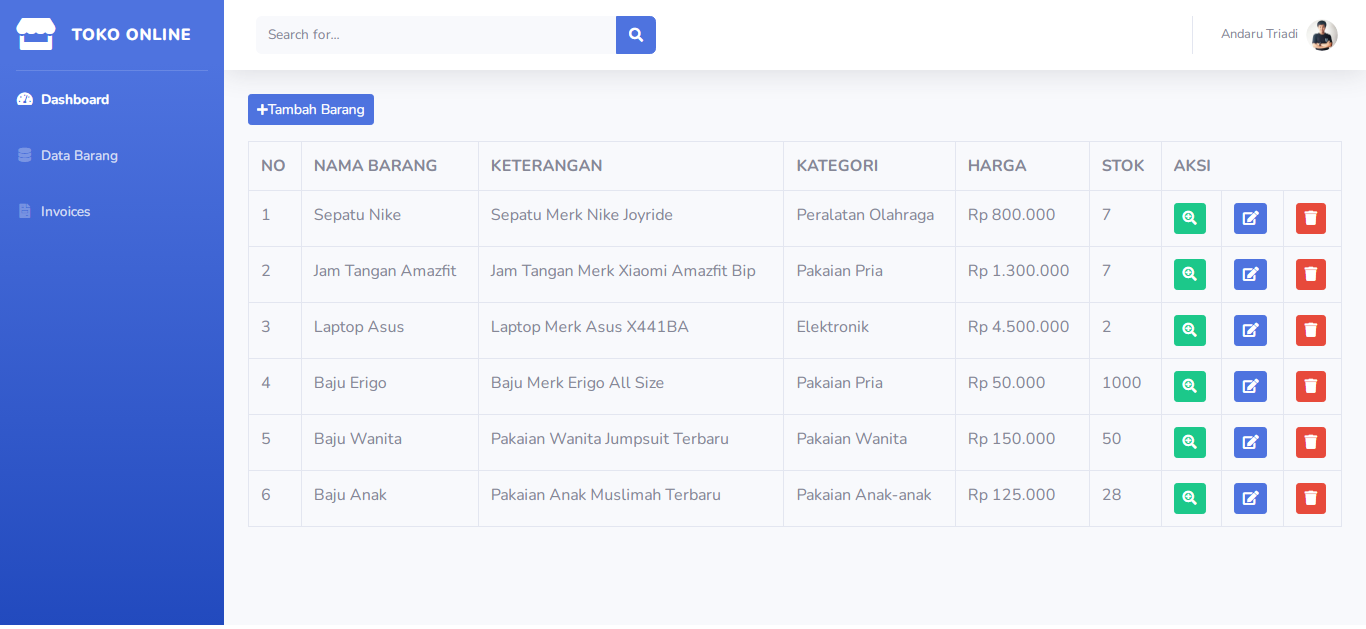 TOKO ONLINE
Search for...
Andaru Triadi
Dashboard
Data Barang
Invoices
Tambah Barang
NO NAMA BARANG KETERANGAN KATEGORI HARGA STOK AKSI
1 Sepatu Nike Sepatu Merk Nike Joyride Peralatan Olahraga Rp 800.000 7
2 Jam Tangan Amazfit Jam Tangan Merk Xiaomi Amazfit Bip Pakaian Pria Rp 1.300.000 7
3 Laptop Asus Laptop Merk Asus X441BA Elektronik Rp 4.500.000 2
4 Baju Erigo Baju Merk Erigo All Size Pakaian Pria Rp 50.000 1000
5 Baju Wanita Pakaian Wanita Jumpsuit Terbaru Pakaian Wanita Rp 150.000 50
6 Baju Anak Pakaian Anak Muslimah Terbaru Pakaian Anak-anak Rp 125.000 28